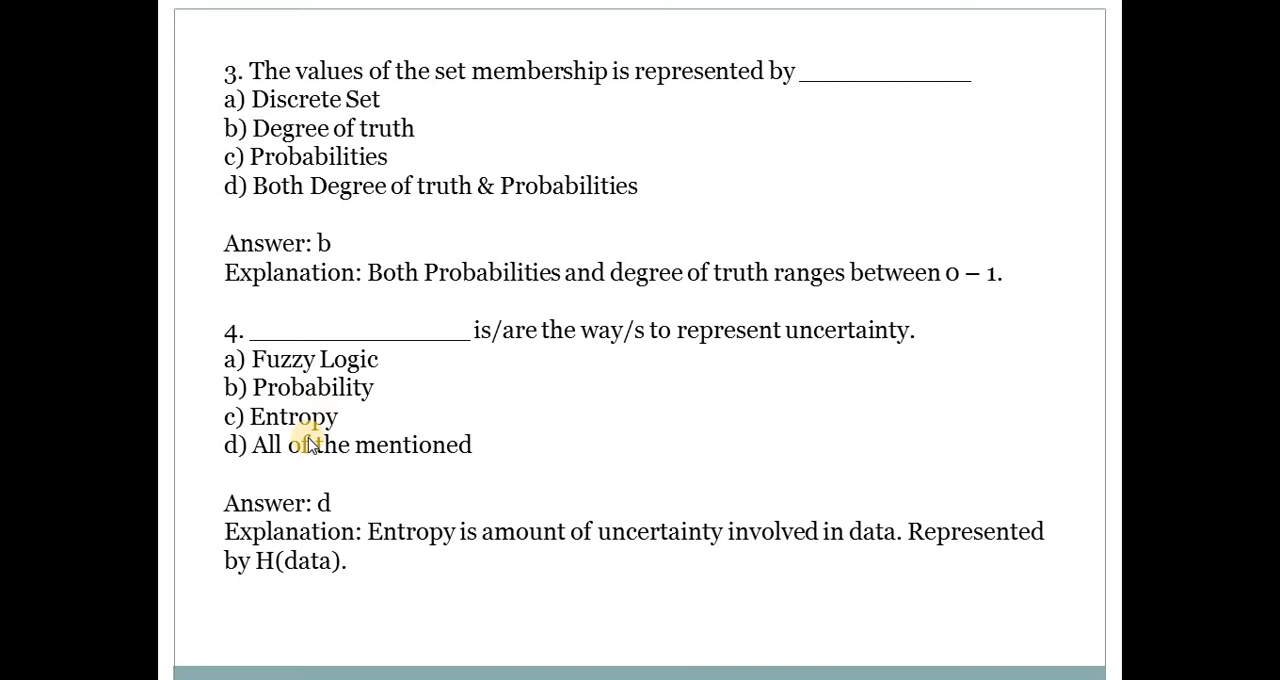 3. The values of the set membership is represented by ______________
a) Discrete Set
b) Degree of truth
c) Probabilities
d) Both Degree of truth & Probabilities
Answer: b
Explanation: Both Probabilities and degree of truth ranges between 0 – 1.
4. __________________ is/are the way/s to represent uncertainty.
a) Fuzzy Logic
b) Probability
c) Entropy
d) All of the mentioned
Answer: d
Explanation: Entropy is amount of uncertainty involved in data. Represented
by H(data).